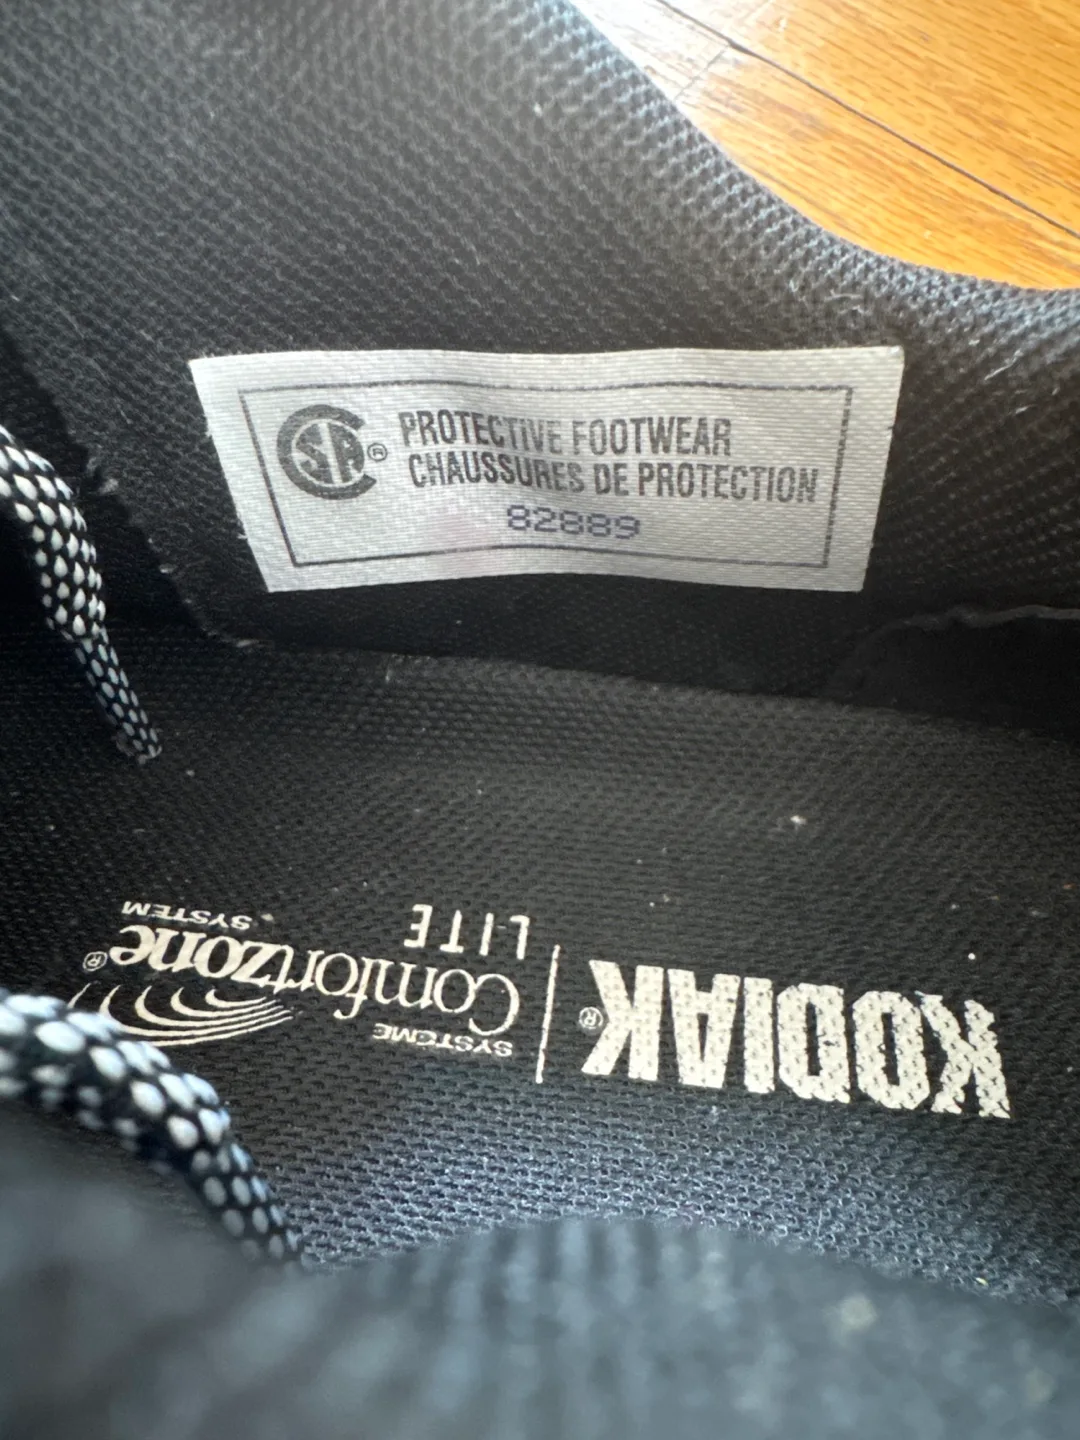 CSA® PROTECTIVE FOOTWEAR
CHAUSSURES DE PROTECTION
82889
KODIAK®
SYSTÈME
Comfortzone®
SYSTEM
LITE